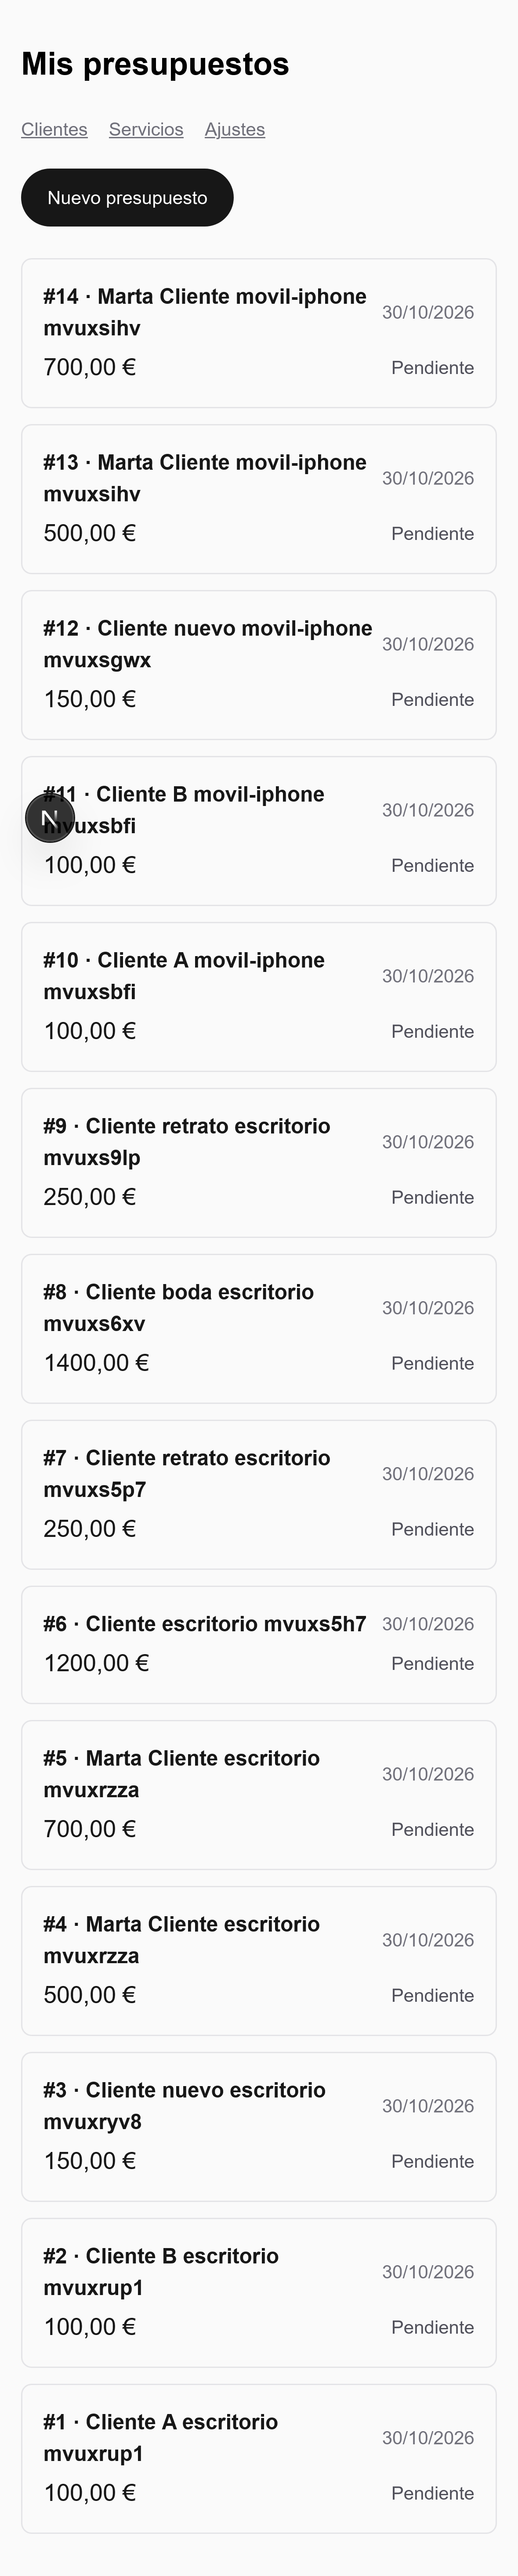 Mis presupuestos
Clientes Servicios Ajustes
Nuevo presupuesto
#14 · Marta Cliente movil-iphone
mvuxsihv
30/10/2026
700,00 €
Pendiente
#13 · Marta Cliente movil-iphone
mvuxsihv
30/10/2026
500,00 €
Pendiente
#12 · Cliente nuevo movil-iphone
mvuxsgwx
30/10/2026
150,00 €
Pendiente
#11 · Cliente B movil-iphone
mvuxsbfi
30/10/2026
N
100,00 €
Pendiente
#10 · Cliente A movil-iphone
mvuxsbfi
30/10/2026
100,00 €
Pendiente
#9 · Cliente retrato escritorio
mvuxs9lp
30/10/2026
250,00 €
Pendiente
#8 · Cliente boda escritorio
mvuxs6xv
30/10/2026
1400,00 €
Pendiente
#7 · Cliente retrato escritorio
mvuxs5p7
30/10/2026
250,00 €
Pendiente
#6 · Cliente escritorio mvuxs5h7
30/10/2026
1200,00 €
Pendiente
#5 · Marta Cliente escritorio
mvuxrzza
30/10/2026
700,00 €
Pendiente
#4 · Marta Cliente escritorio
mvuxrzza
30/10/2026
500,00 €
Pendiente
#3 · Cliente nuevo escritorio
mvuxryv8
30/10/2026
150,00 €
Pendiente
#2 · Cliente B escritorio
mvuxrup1
30/10/2026
100,00 €
Pendiente
#1 · Cliente A escritorio
mvuxrup1
30/10/2026
100,00 €
Pendiente